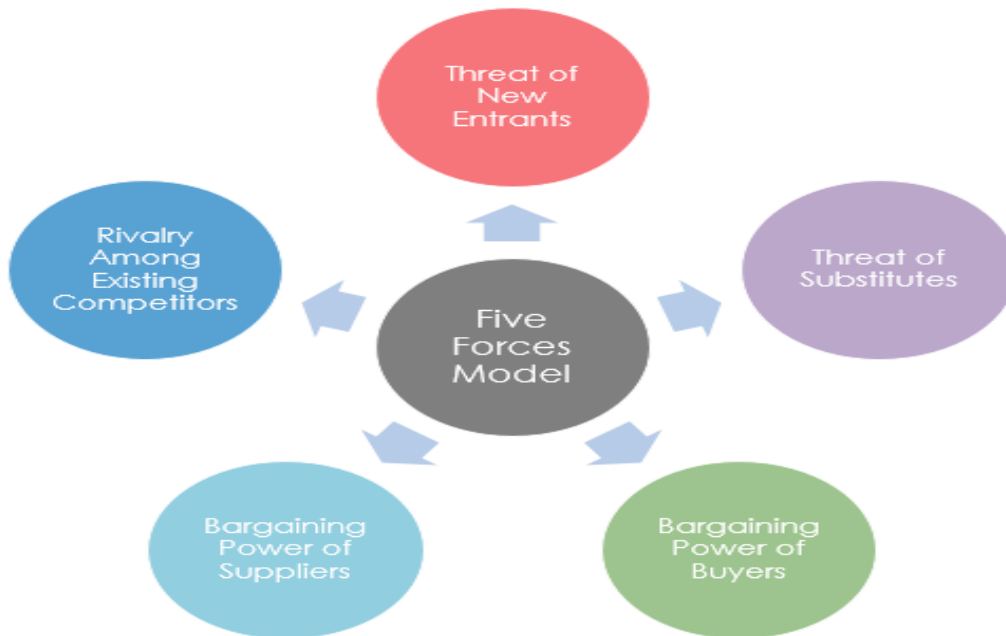 Threat of
New
Entrants
Rivalry
Among
Existing
Competitors
Threat of
Substitutes
Five
Forces
Model
Bargaining
Power of
Suppliers
Bargaining
Power of
Buyers